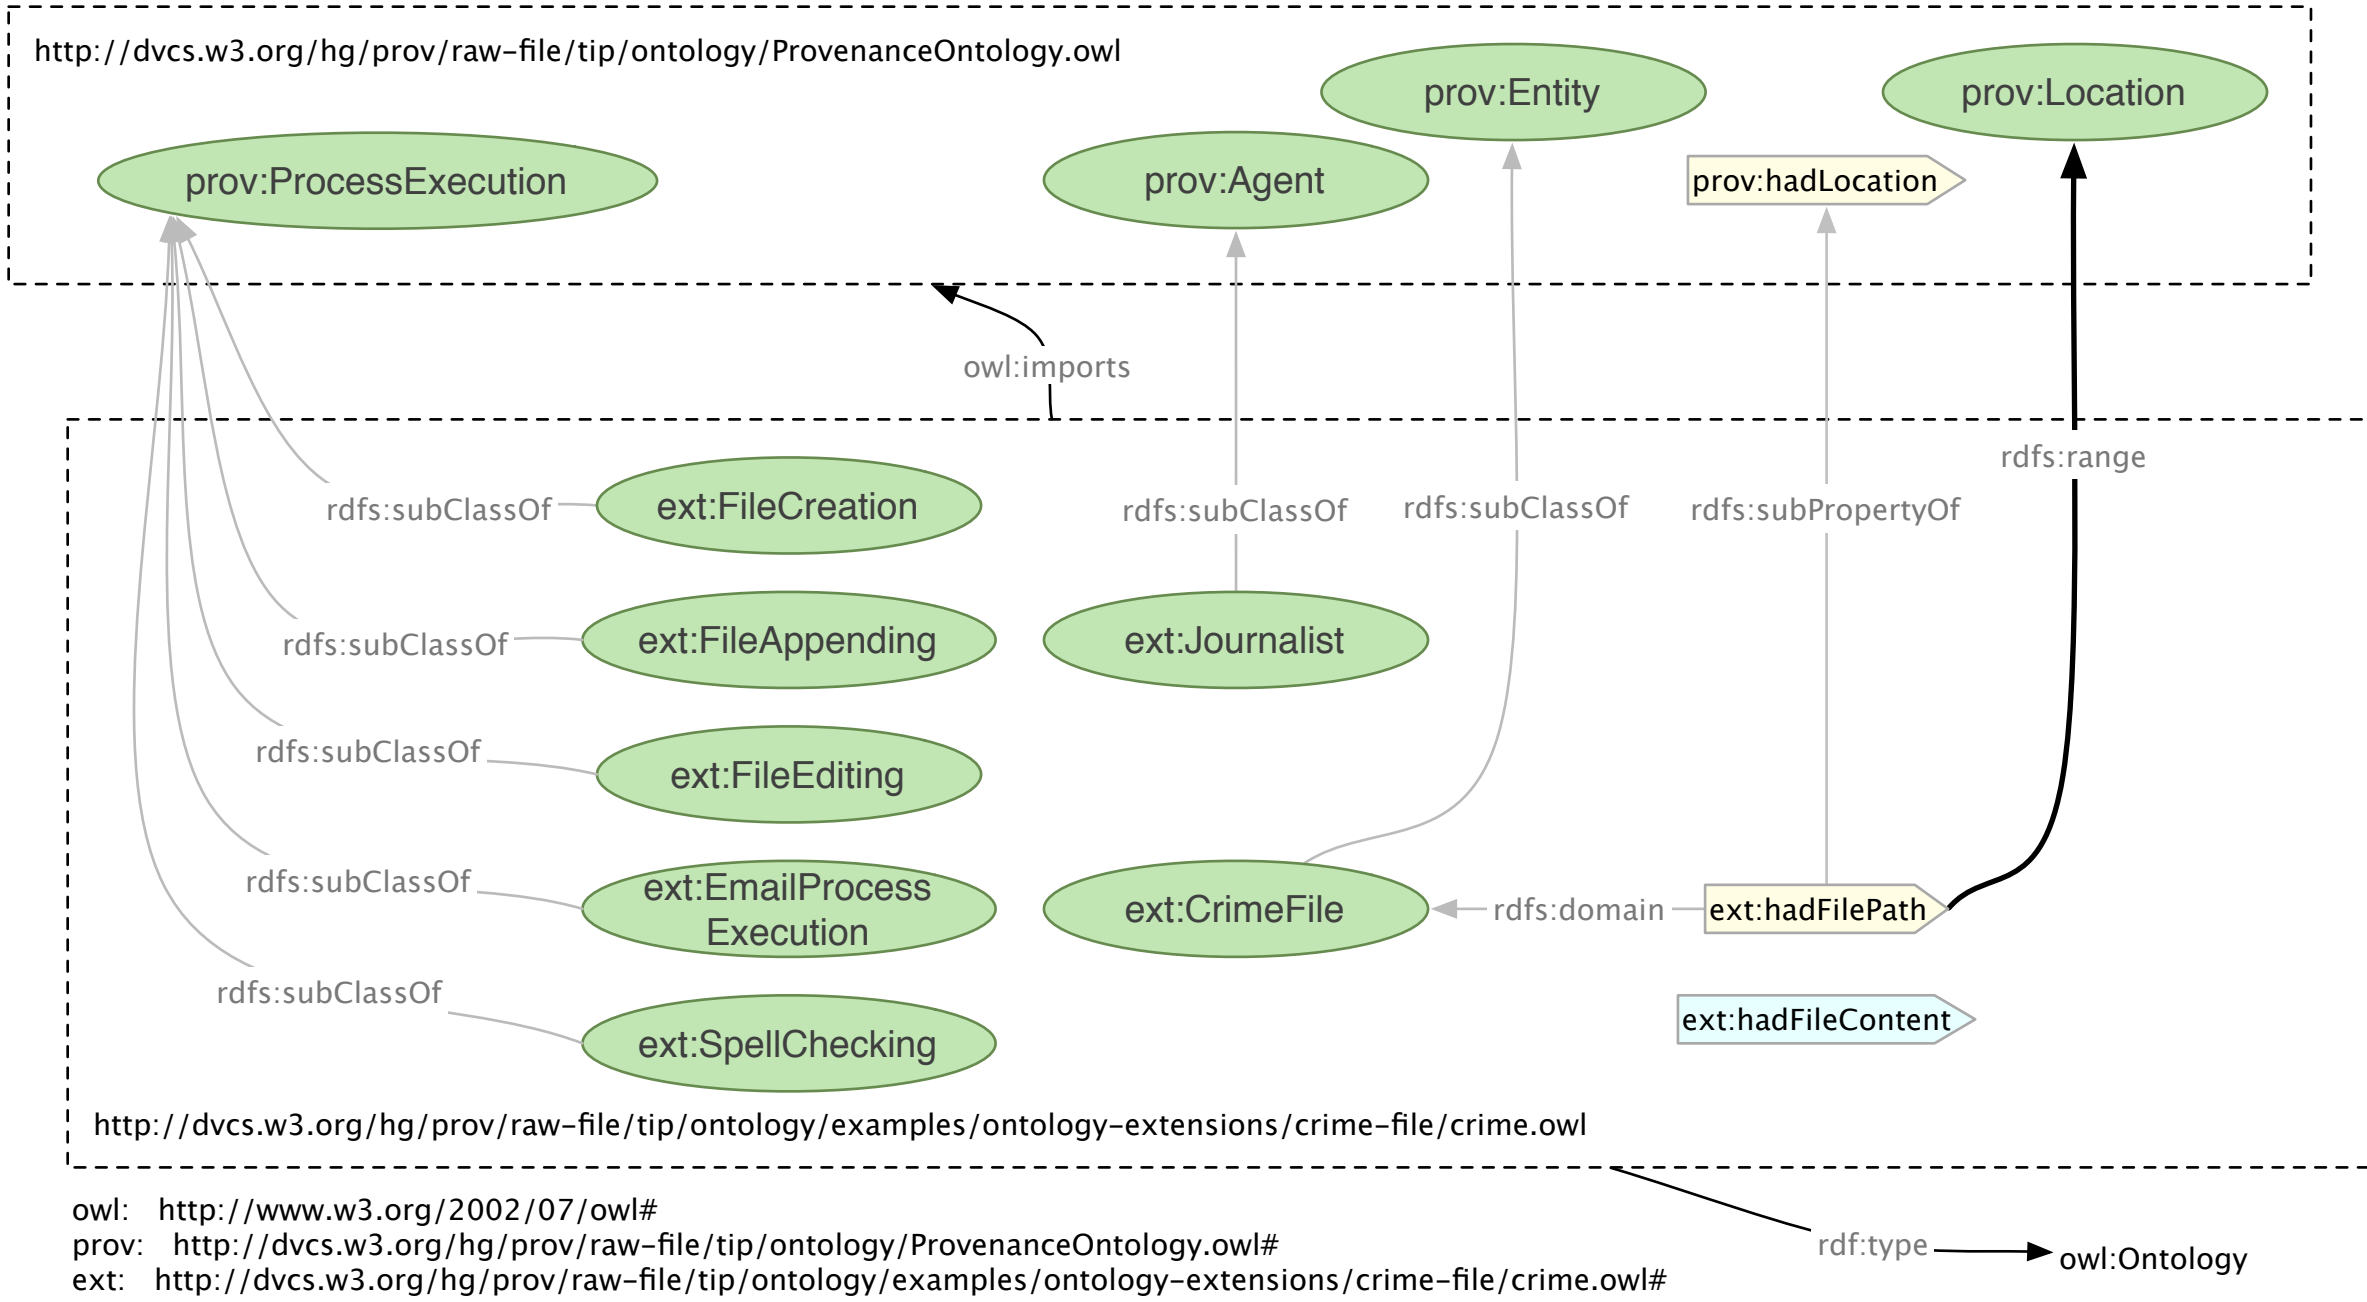 http://dvcs.w3.org/hg/prov/raw-file/tip/ontology/ProvenanceOntology.owl
prov:Entity
prov:Location
prov:ProcessExecution
prov:Agent
prov:hadLocation
owl:imports
rdfs:range
rdfs:subClassOf
ext:FileCreation
rdfs:subClassOf
rdfs:subClassOf
rdfs:subPropertyOf
rdfs:subClassOf
ext:FileAppending
ext:Journalist
rdfs:subClassOf
ext:FileEditing
rdfs:subClassOf
ext:EmailProcess
Execution
ext:CrimeFile
rdfs:domain
ext:hadFilePath
rdfs:subClassOf
ext:SpellChecking
ext:hadFileContent
http://dvcs.w3.org/hg/prov/raw-file/tip/ontology/examples/ontology-extensions/crime-file/crime.owl
owl: http://www.w3.org/2002/07/owl#
prov: http://dvcs.w3.org/hg/prov/raw-file/tip/ontology/ProvenanceOntology.owl#
ext: http://dvcs.w3.org/hg/prov/raw-file/tip/ontology/examples/ontology-extensions/crime-file/crime.owl#
rdf:type
owl:Ontology